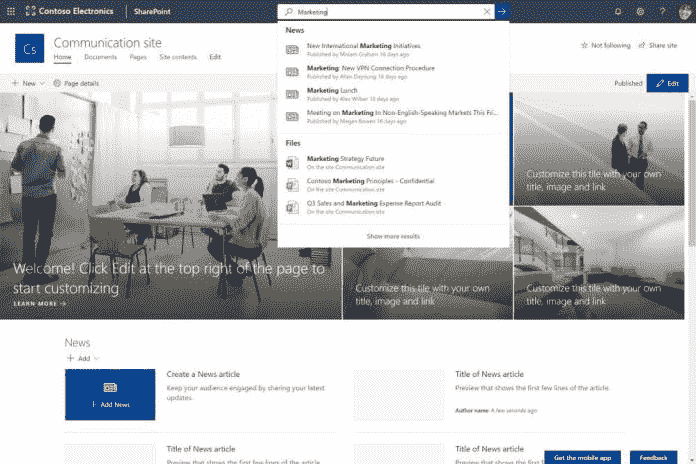 Contoso Electronics
SharePoint
Marketing
Cs
Communication site
Home
Documents
Pages
Site contents
Edit
Not following
Share site
+ New
Page details
Published
Edit
News
New International Marketing Initiatives
Published by Miriam Graham 16 days ago
Marketing: New VPN Connection Procedure
Published by Allan Deyoung 16 days ago
Marketing Lunch
Published by Alex Wilber 16 days ago
Meeting on Marketing In Non-English-Speaking Markets This Fri...
Published by Megan Bowen 16 days ago
Files
Marketing Strategy Future
On the site Communication site
Contoso Marketing Principles - Confidential
On the site Communication site
Q3 Sales and Marketing Expense Report Audit
On the site Communication site
Show more results
Welcome! Click Edit at the top right of the page to
start customizing
LEARN MORE →
Customize this tile with your own
title, image and link
Customize this tile with your own
title, image and link
Customize this tile with your own
title, image and link
News
+ Add
+ Add News
Create a News article
Keep your audience engaged by sharing your latest
updates.
Title of News article
Preview that shows the first few lines of the article.
Author name A few seconds ago
Title of News article
Preview that shows the first few lines of the
Title of News article
Preview that shows the first few lines of the article.
Get the mobile app
Feedback